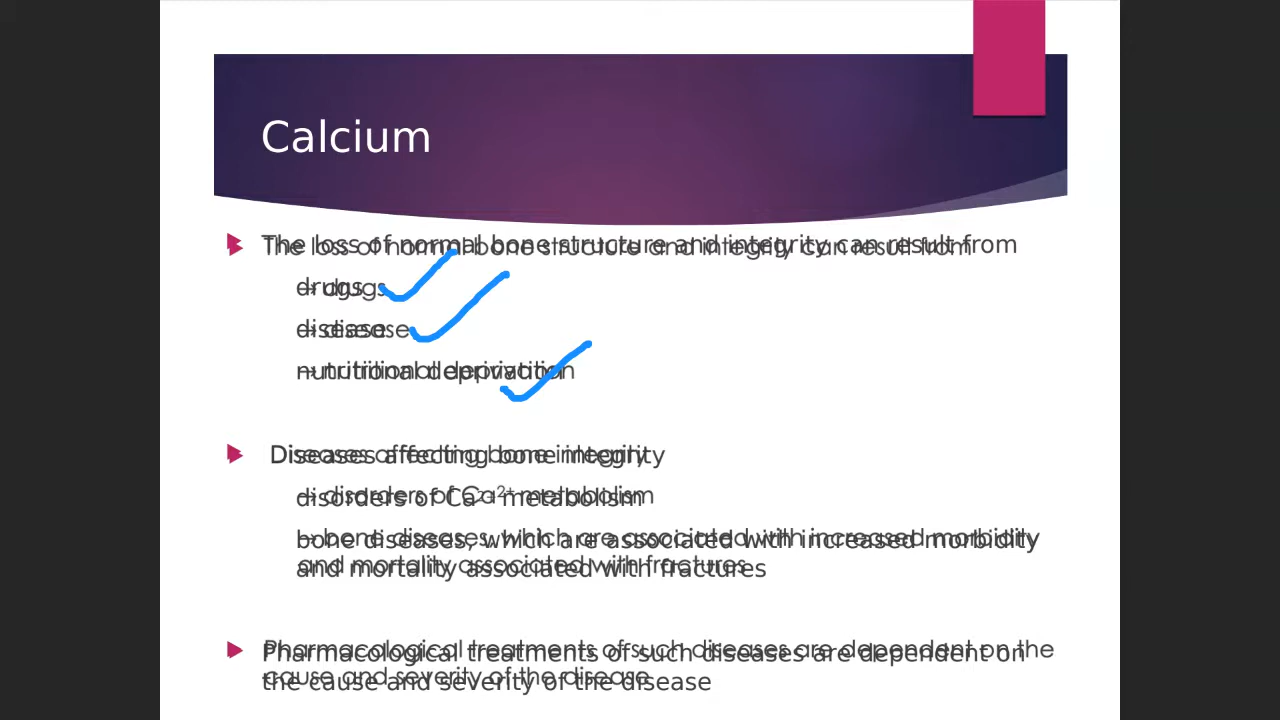 Calcium
The loss of normal bone structure and integrity can result from
→ drugs
→ disease
→ nutritional deprivation
Diseases affecting bone integrity
→ disorders of Ca²⁺ metabolism
→ bone diseases, which are associated with increased morbidity
and mortality associated with fractures
Pharmacological treatments of such diseases are dependent on the
cause and severity of the disease